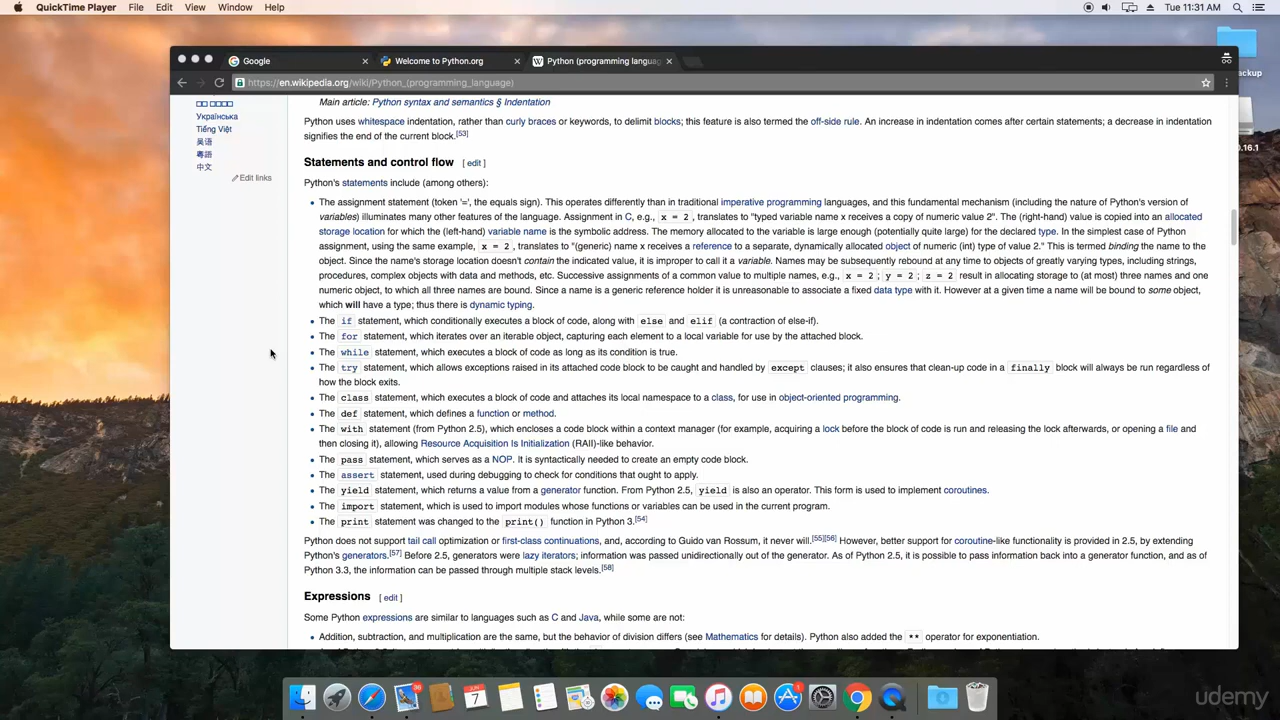 QuickTime Player File Edit View Window Help Tue 11:31 AM
Google Welcome to Python.org Python (programming langua
https://en.wikipedia.org/wiki/Python_(programming_language)
Main article: Python syntax and semantics § Indentation
Python uses whitespace indentation, rather than curly braces or keywords, to delimit blocks; this feature is also termed the off-side rule. An increase in indentation comes after certain statements; a decrease in indentation
signifies the end of the current block.[53]
Українська
Tiếng Việt
吴语
粵語
中文
Edit links
Statements and control flow [ edit ]
Python's statements include (among others):
• The assignment statement (token '=', the equals sign). This operates differently than in traditional imperative programming languages, and this fundamental mechanism (including the nature of Python's version of
variables) illuminates many other features of the language. Assignment in C, e.g., x = 2 , translates to "typed variable name x receives a copy of numeric value 2". The (right-hand) value is copied into an allocated
storage location for which the (left-hand) variable name is the symbolic address. The memory allocated to the variable is large enough (potentially quite large) for the declared type. In the simplest case of Python
assignment, using the same example, x = 2 , translates to "(generic) name x receives a reference to a separate, dynamically allocated object of numeric (int) type of value 2." This is termed binding the name to the
object. Since the name's storage location doesn't contain the indicated value, it is improper to call it a variable. Names may be subsequently rebound at any time to objects of greatly varying types, including strings,
procedures, complex objects with data and methods, etc. Successive assignments of a common value to multiple names, e.g., x = 2 ; y = 2 ; z = 2 result in allocating storage to (at most) three names and one
numeric object, to which all three names are bound. Since a name is a generic reference holder it is unreasonable to associate a fixed data type with it. However at a given time a name will be bound to some object,
which will have a type; thus there is dynamic typing.
• The if statement, which conditionally executes a block of code, along with else and elif (a contraction of else-if).
• The for statement, which iterates over an iterable object, capturing each element to a local variable for use by the attached block.
• The while statement, which executes a block of code as long as its condition is true.
• The try statement, which allows exceptions raised in its attached code block to be caught and handled by except clauses; it also ensures that clean-up code in a finally block will always be run regardless of
how the block exits.
• The class statement, which executes a block of code and attaches its local namespace to a class, for use in object-oriented programming.
• The def statement, which defines a function or method.
• The with statement (from Python 2.5), which encloses a code block within a context manager (for example, acquiring a lock before the block of code is run and releasing the lock afterwards, or opening a file and
then closing it), allowing Resource Acquisition Is Initialization (RAII)-like behavior.
• The pass statement, which serves as a NOP. It is syntactically needed to create an empty code block.
• The assert statement, used during debugging to check for conditions that ought to apply.
• The yield statement, which returns a value from a generator function. From Python 2.5, yield is also an operator. This form is used to implement coroutines.
• The import statement, which is used to import modules whose functions or variables can be used in the current program.
• The print statement was changed to the print() function in Python 3.[54]
Python does not support tail call optimization or first-class continuations, and, according to Guido van Rossum, it never will.[55][56] However, better support for coroutine-like functionality is provided in 2.5, by extending
Python's generators.[57] Before 2.5, generators were lazy iterators; information was passed unidirectionally out of the generator. As of Python 2.5, it is possible to pass information back into a generator function, and as of
Python 3.3, the information can be passed through multiple stack levels.[58]
Expressions [ edit ]
Some Python expressions are similar to languages such as C and Java, while some are not:
• Addition, subtraction, and multiplication are the same, but the behavior of division differs (see Mathematics for details). Python also added the ** operator for exponentiation.
JUN
7
udemy